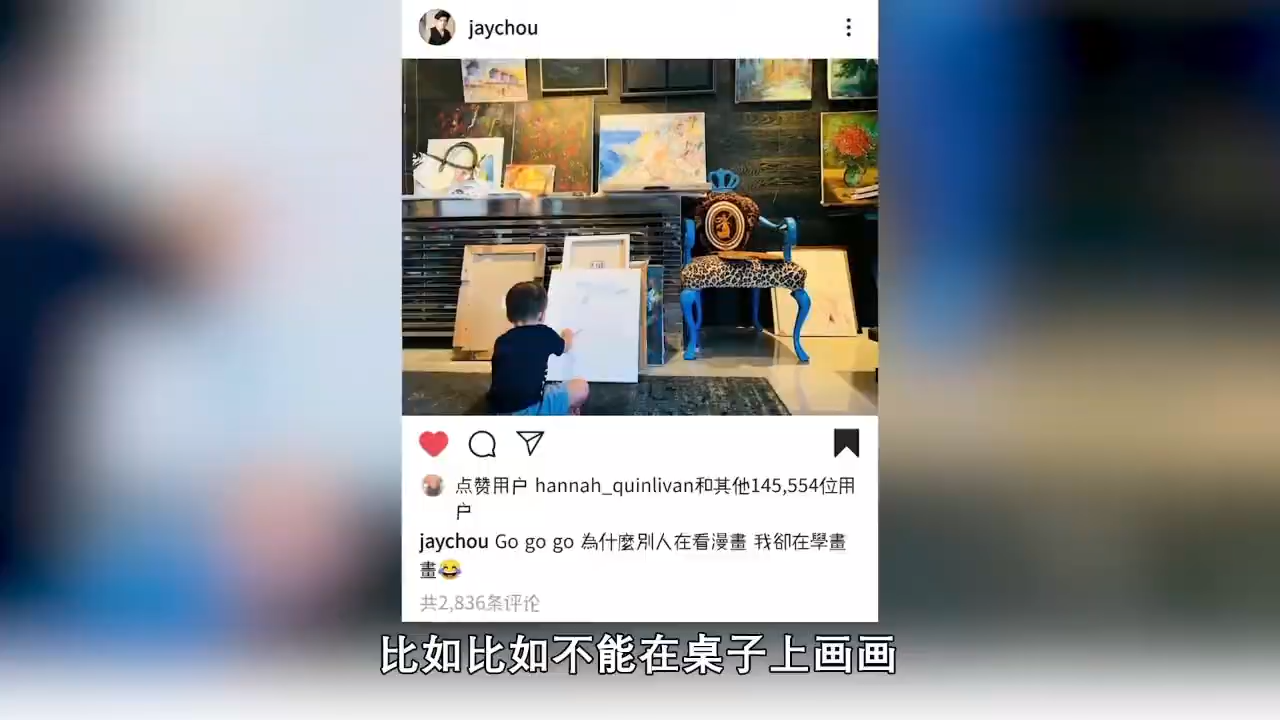 jaychou
点赞用户 hannah_quinlivan和其他145,554位用
户
jaychou Go go go 為什麼別人在看漫畫 我卻在學畫
畫😂
共2,836条评论
比如比如不能在桌子上画画